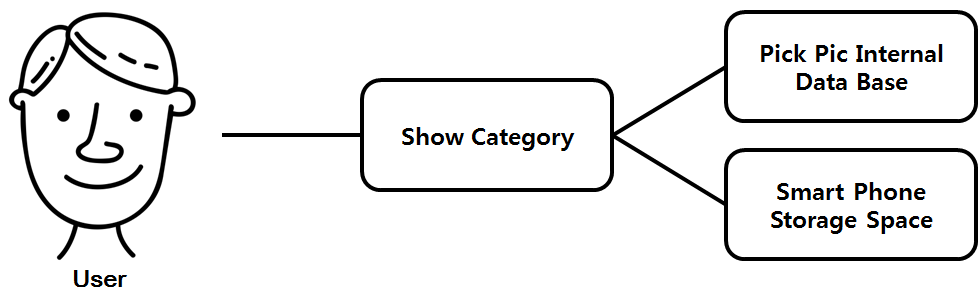 Pick Pic Internal
Data Base
Show Category
Smart Phone
Storage Space
User